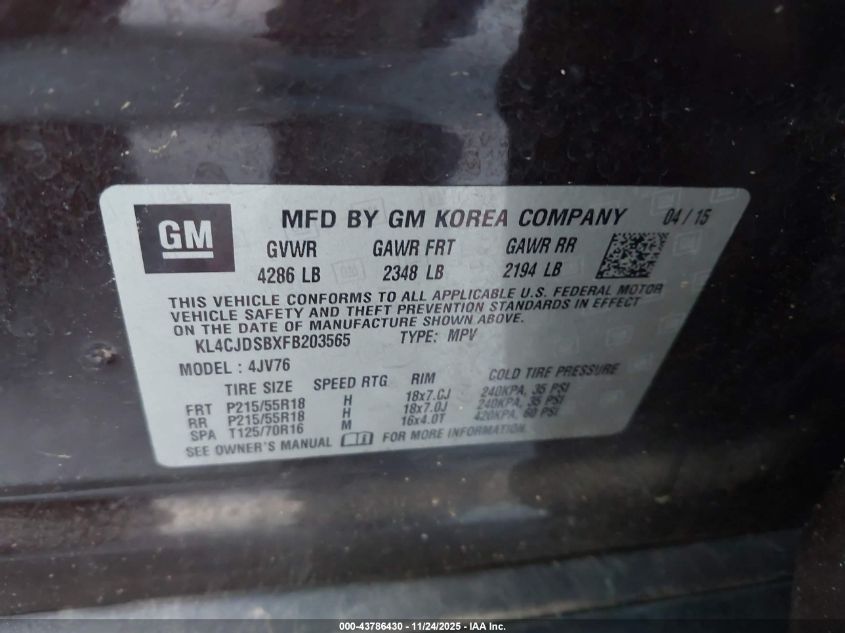 GM
MFD BY GM KOREA COMPANY 04 / 15
GVWR GAWR FRT GAWR RR
4286 LB 2348 LB 2194 LB
THIS VEHICLE CONFORMS TO ALL APPLICABLE U.S. FEDERAL MOTOR
VEHICLE SAFETY AND THEFT PREVENTION STANDARDS IN EFFECT
ON THE DATE OF MANUFACTURE SHOWN ABOVE.
KL4CJDSBXFB203565 TYPE: MPV
MODEL : 4JV76
TIRE SIZE SPEED RTG RIM COLD TIRE PRESSURE
FRT P215/55R18 H 18x7.0J 240KPA, 35 PSI
RR P215/55R18 H 18x7.0J 240KPA, 35 PSI
SPA T125/70R16 M 16x4.0T 420KPA, 60 PSI
SEE OWNER'S MANUAL FOR MORE INFORMATION.
000-43786430 - 11/24/2025 - IAA Inc.